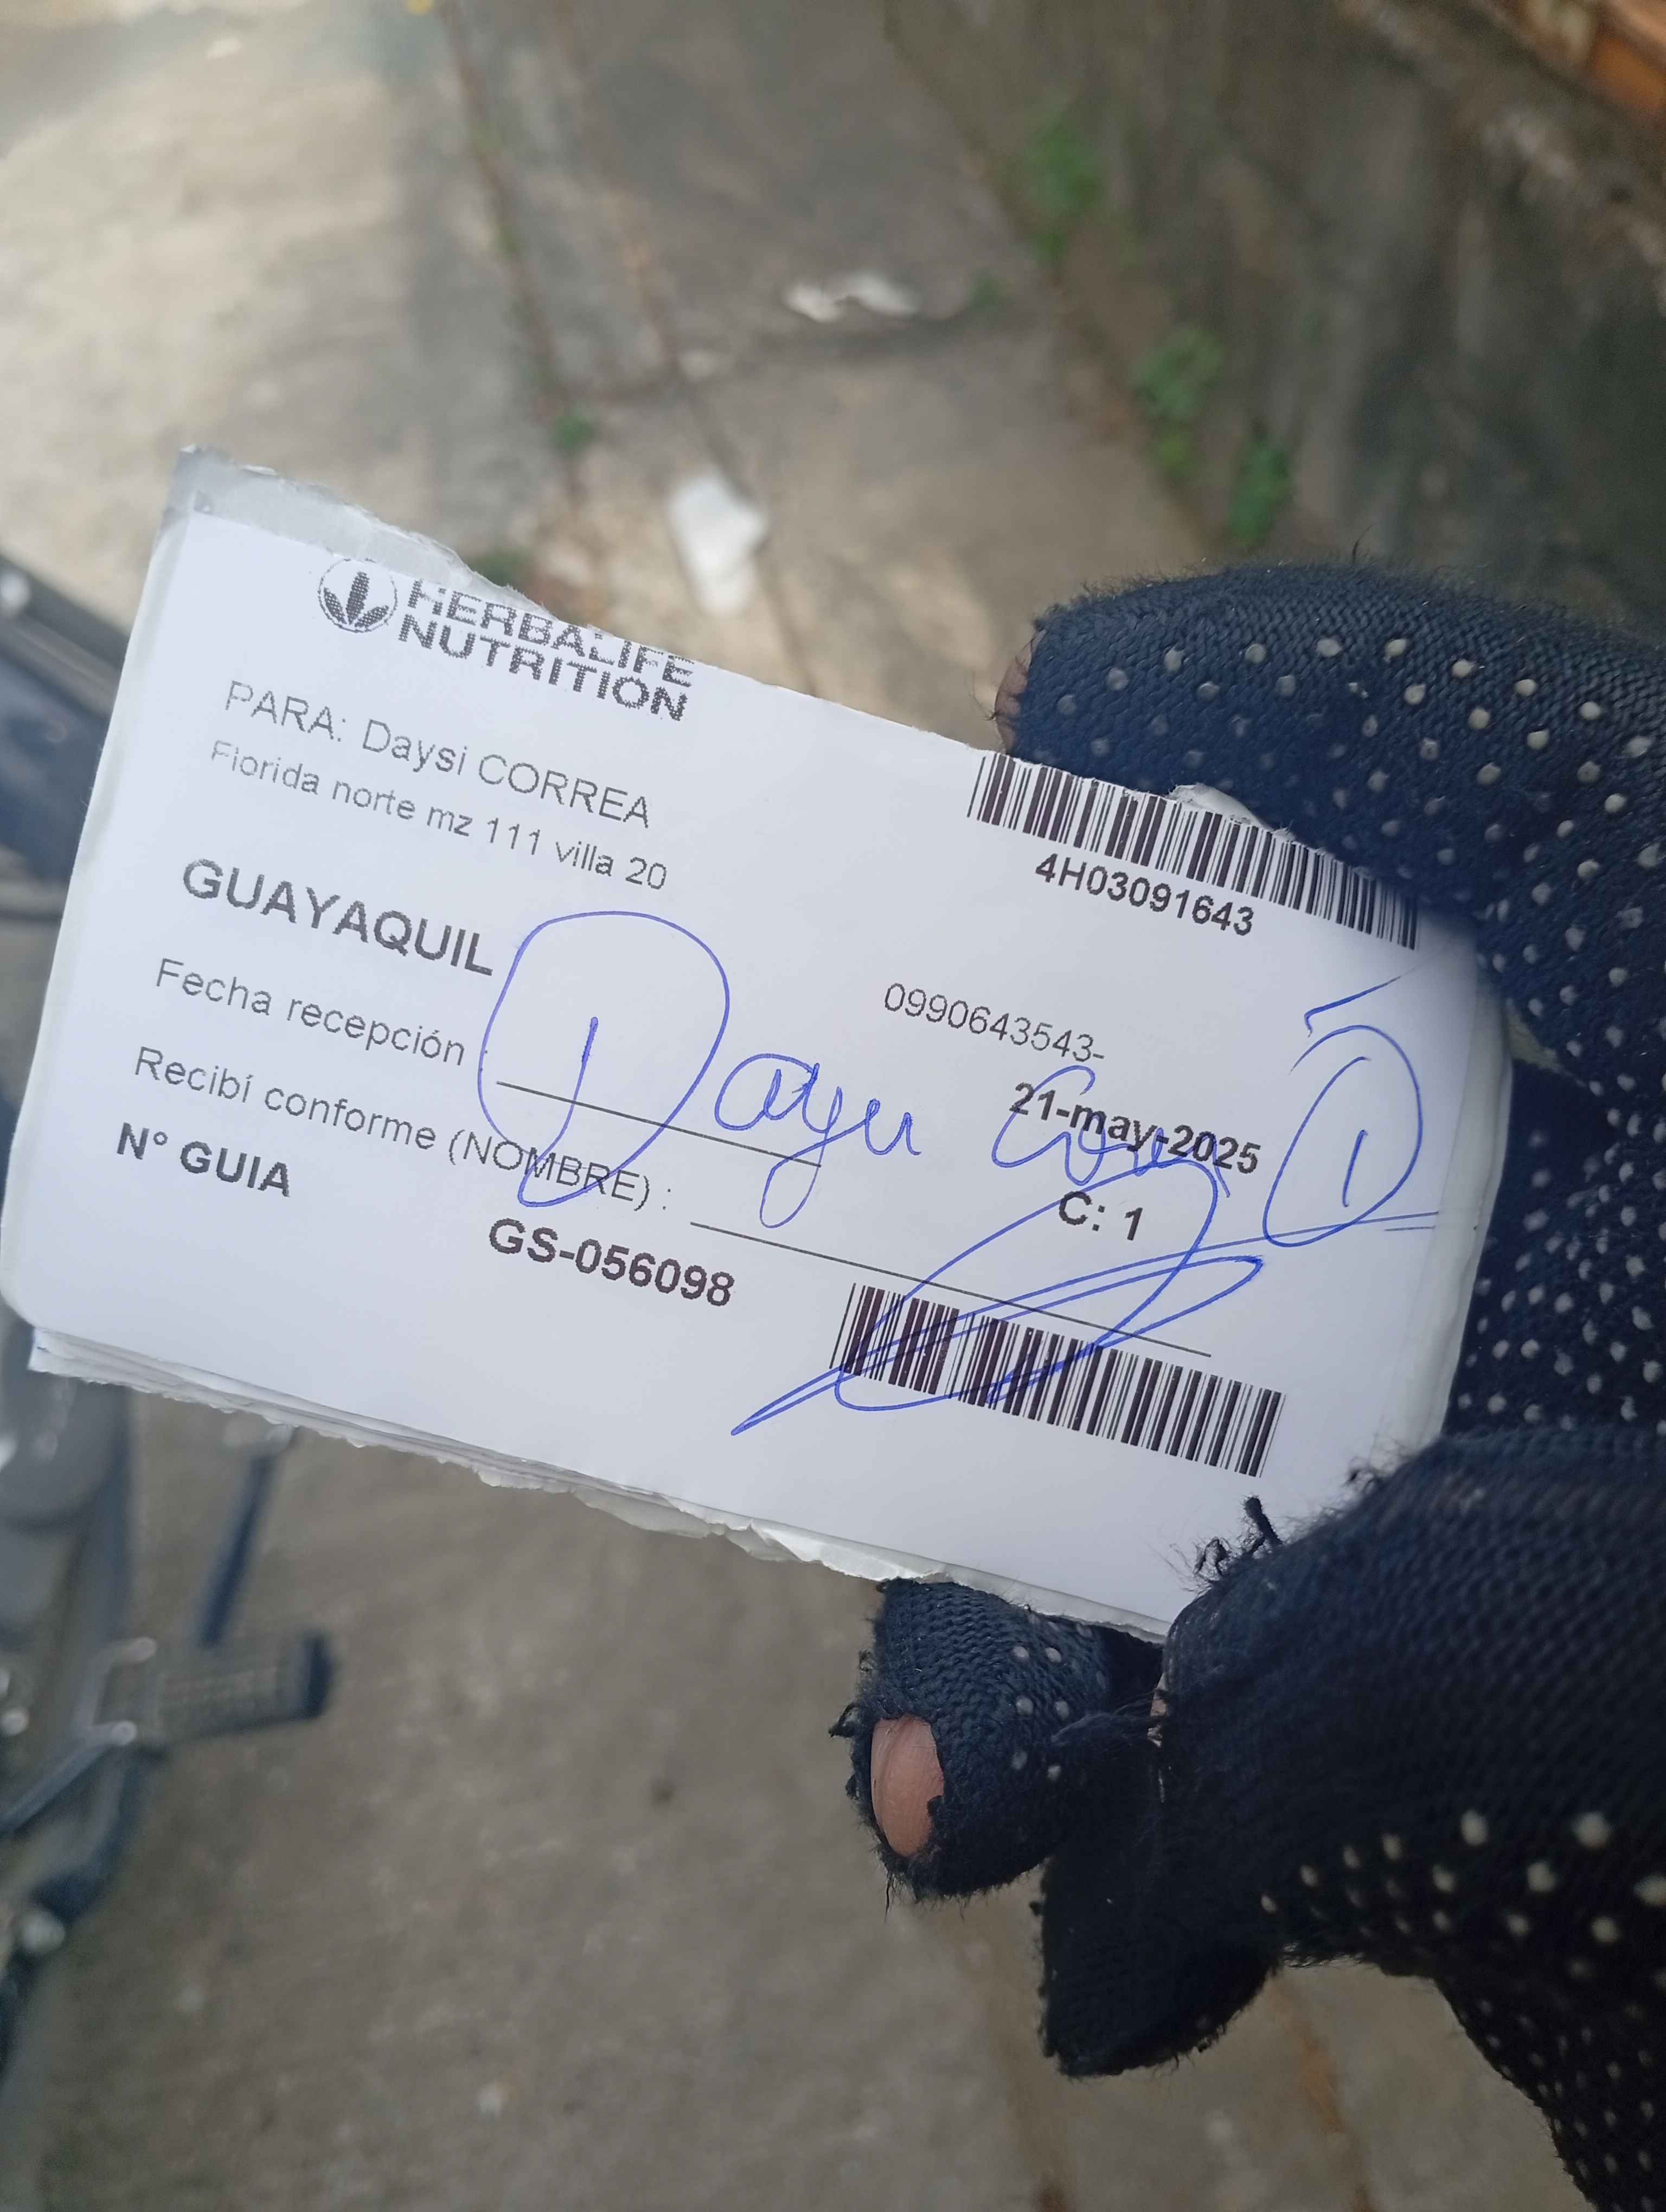 HERBALIFE
NUTRITION
PARA: Daysi CORREA
Florida norte mz 111 villa 20
4H03091643
GUAYAQUIL
0990643543-
Fecha recepción
21-may-2025
Recibí conforme (NOMBRE) :
C: 1
N° GUIA
GS-056098